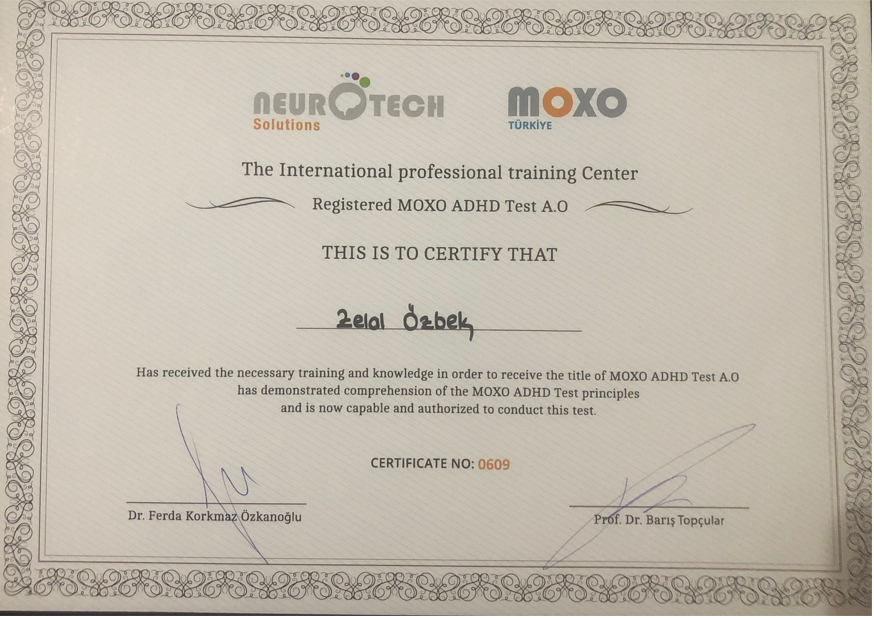 neurotech
Solutions
MOXO
TÜRKİYE
The International professional training Center
Registered MOXO ADHD Test A.O
THIS IS TO CERTIFY THAT
Zelal Özbek
Has received the necessary training and knowledge in order to receive the title of MOXO ADHD Test A.O
has demonstrated comprehension of the MOXO ADHD Test principles
and is now capable and authorized to conduct this test.
CERTIFICATE NO: 0609
Dr. Ferda Korkmaz Özkanoğlu
Prof. Dr. Barış Topçular